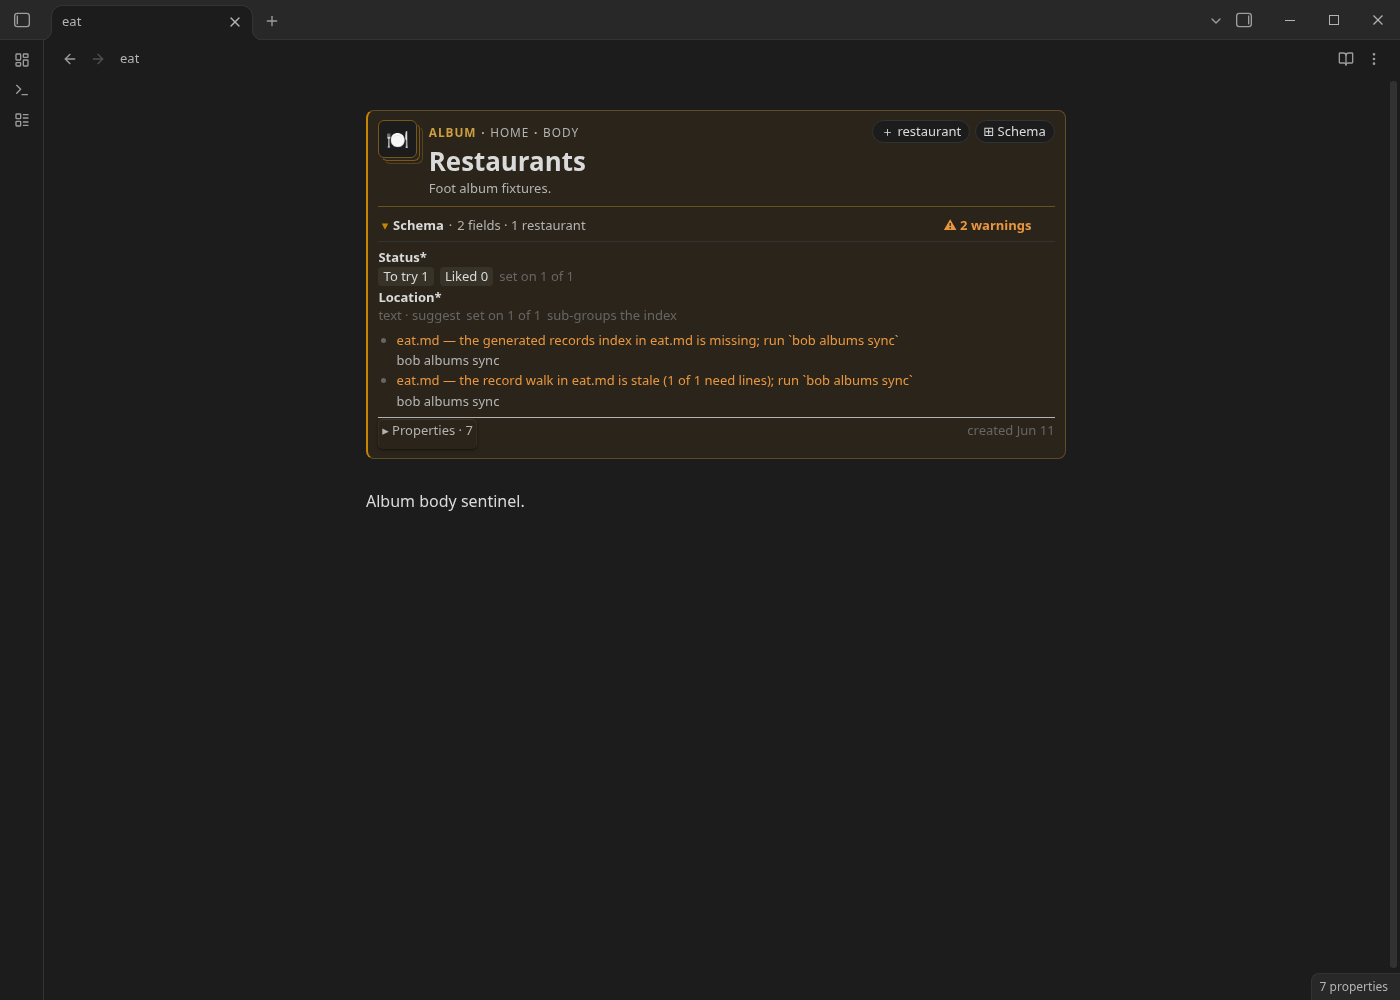 eat
eat
ALBUM · HOME · BODY
+ restaurant
Schema
Restaurants
Foot album fixtures.
▾ Schema · 2 fields · 1 restaurant
2 warnings
Status*
To try 1 Liked 0 set on 1 of 1
Location*
text · suggest set on 1 of 1 sub-groups the index
eat.md — the generated records index in eat.md is missing; run `bob albums sync`
bob albums sync
eat.md — the record walk in eat.md is stale (1 of 1 need lines); run `bob albums sync`
bob albums sync
▸ Properties · 7
created Jun 11
Album body sentinel.
7 properties